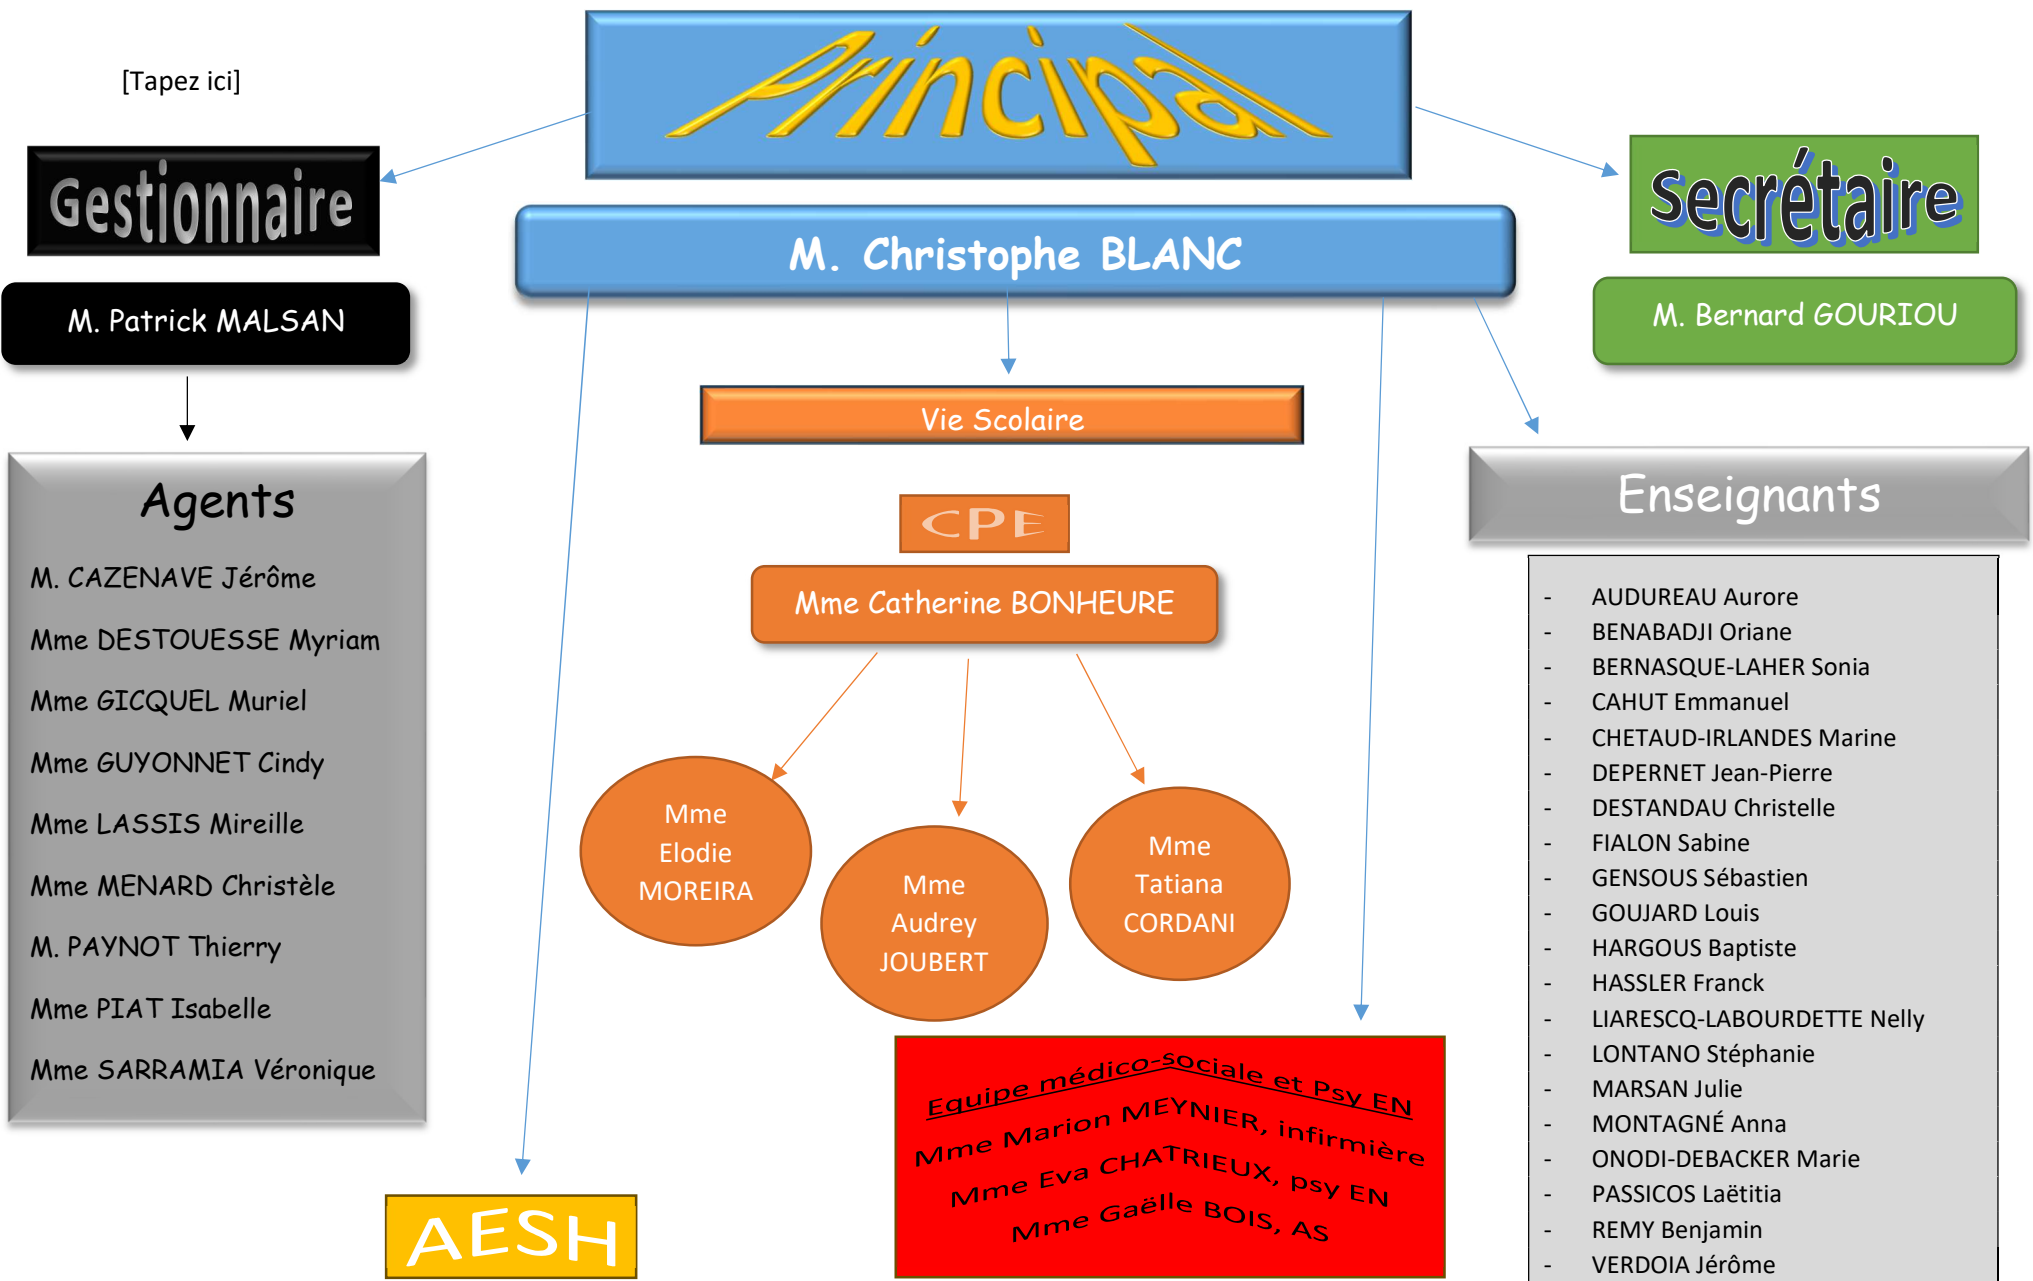 [Tapez ici]
Principal
Gestionnaire
Secrétaire
M. Christophe BLANC
M. Patrick MALSAN
M. Bernard GOURIOU
Vie Scolaire
Agents
M. CAZENAVE Jérôme
Mme DESTOUESSE Myriam
Mme GICQUEL Muriel
Mme GUYONNET Cindy
Mme LASSIS Mireille
Mme MENARD Christèle
M. PAYNOT Thierry
Mme PIAT Isabelle
Mme SARRAMIA Véronique
CPE
Mme Catherine BONHEURE
Mme
Elodie
MOREIRA
Mme
Audrey
JOUBERT
Mme
Tatiana
CORDANI
Enseignants
- AUDUREAU Aurore
- BENABADJI Oriane
- BERNASQUE-LAHER Sonia
- CAHUT Emmanuel
- CHETAUD-IRLANDES Marine
- DEPERNET Jean-Pierre
- DESTANDAU Christelle
- FIALON Sabine
- GENSOUS Sébastien
- GOUJARD Louis
- HARGOUS Baptiste
- HASSLER Franck
- LIARESCQ-LABOURDETTE Nelly
- LONTANO Stéphanie
- MARSAN Julie
- MONTAGNÉ Anna
- ONODI-DEBACKER Marie
- PASSICOS Laëtitia
- REMY Benjamin
- VERDOIA Jérôme
Equipe médico-sociale et Psy EN
Mme Marion MEYNIER, infirmière
Mme Eva CHATRIEUX, psy EN
Mme Gaëlle BOIS, AS
AESH